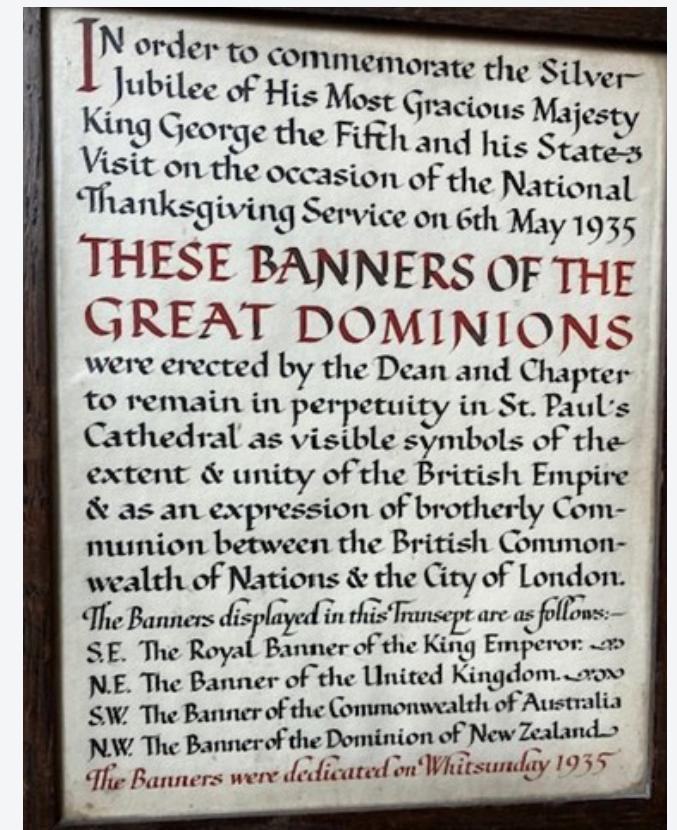 IN order to commemorate the Silver
Jubilee of His Most Gracious Majesty
King George the Fifth and his State
Visit on the occasion of the National
Thanksgiving Service on 6th May 1935
THESE BANNERS OF THE
GREAT DOMINIONS
were erected by the Dean and Chapter
to remain in perpetuity in St. Paul's
Cathedral as visible symbols of the
extent & unity of the British Empire
& as an expression of brotherly Com-
munion between the British Common-
wealth of Nations & the City of London.
The Banners displayed in this Transept are as follows:-
S.E. The Royal Banner of the King Emperor.
N.E. The Banner of the United Kingdom.
S.W. The Banner of the Commonwealth of Australia
N.W. The Banner of the Dominion of New Zealand
The Banners were dedicated on Whitsunday 1935